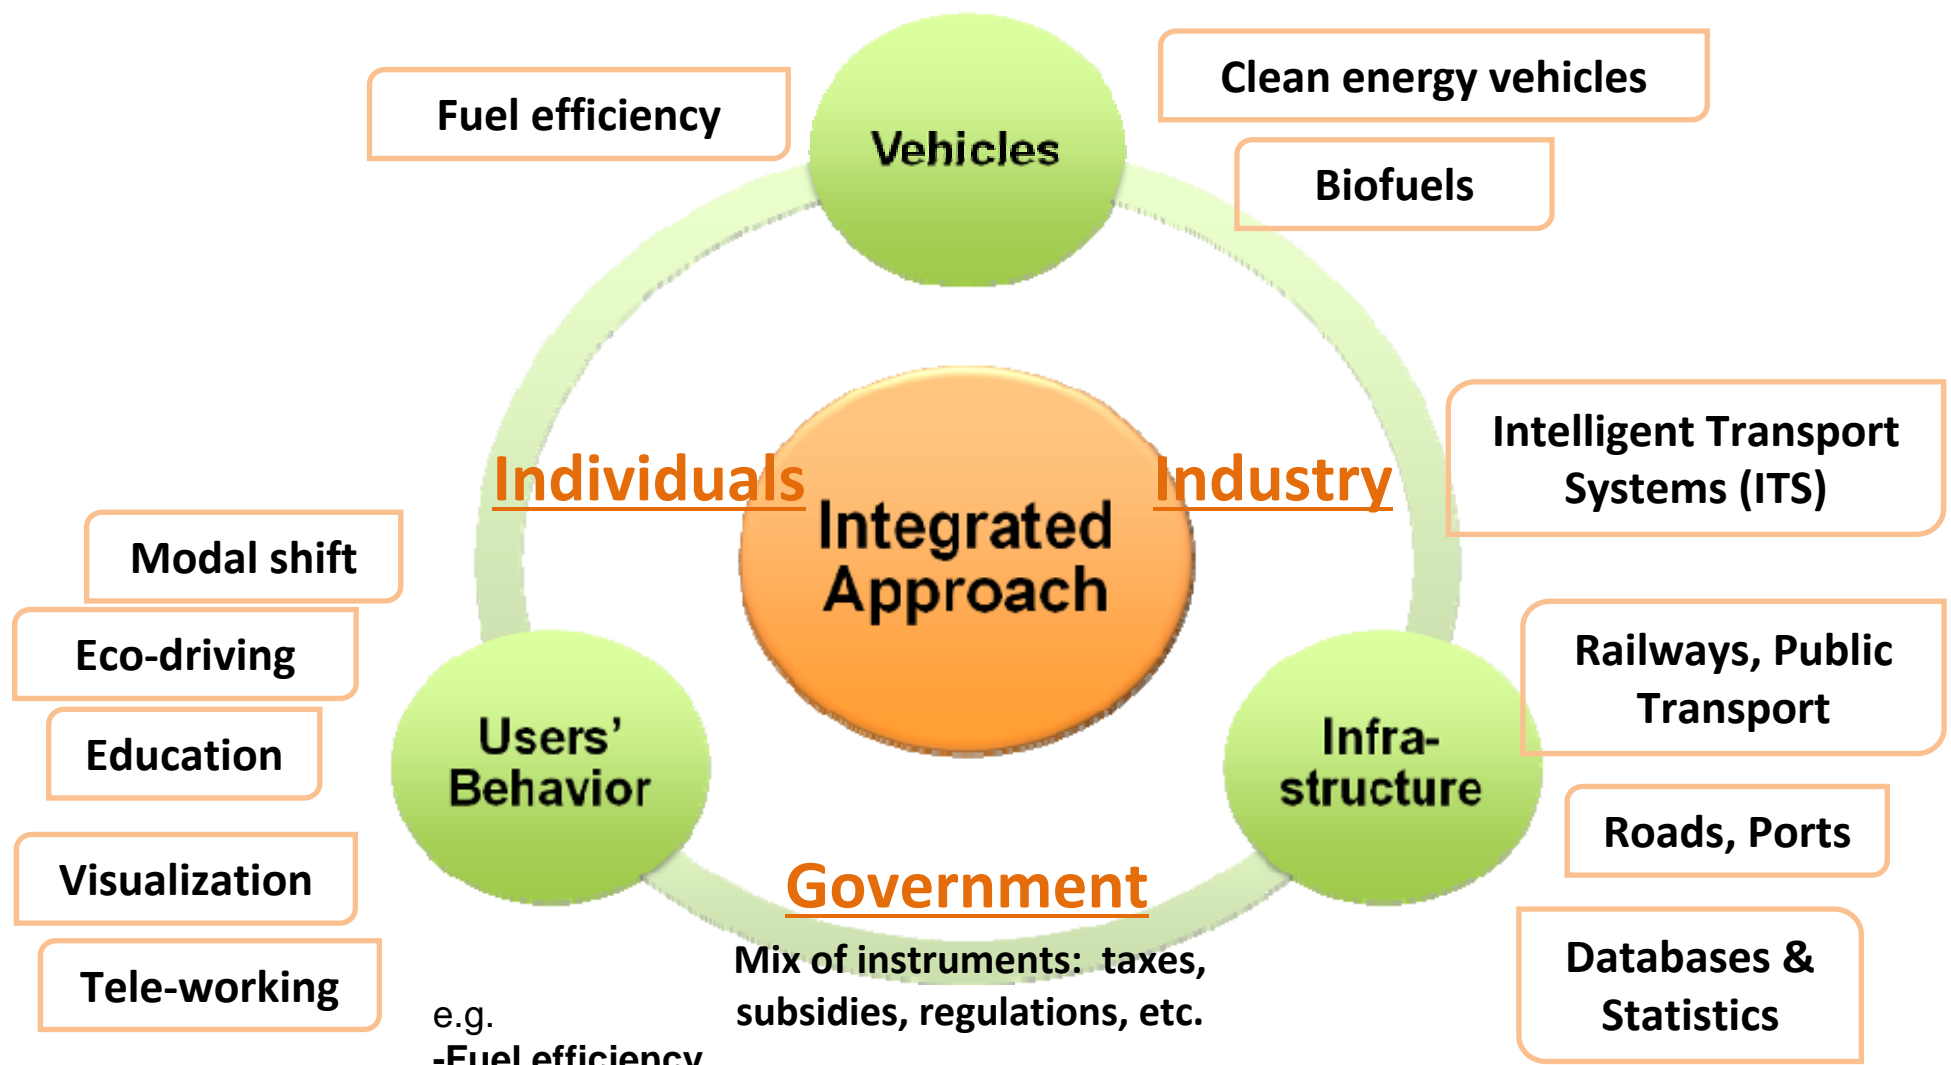 Clean energy vehicles
Fuel efficiency
Vehicles
Biofuels
Individuals
Industry
Integrated
Approach
Intelligent Transport
Systems (ITS)
Modal shift
Eco-driving
Education
Visualization
Tele-working
Users’
Behavior
Infra-
structure
Railways, Public
Transport
Roads, Ports
Databases &
Statistics
Government
Mix of instruments:  taxes,
subsidies, regulations, etc.
e.g.
-Fuel efficiency